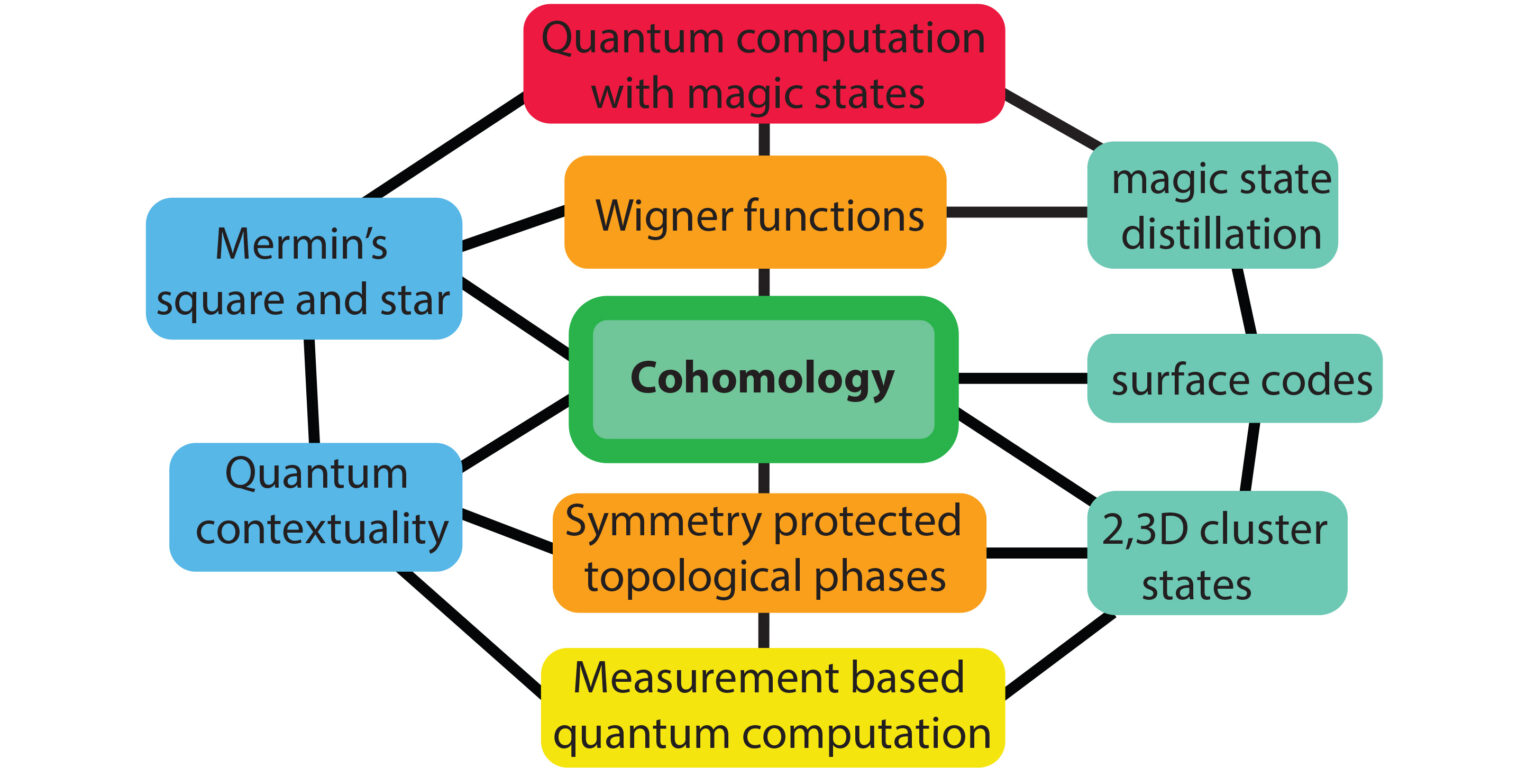 Quantum computation
with magic states
magic state
distillation
Wigner functions
Mermin’s
square and star
Cohomology
surface codes
Quantum
contextuality
Symmetry protected
topological phases
2,3D cluster
states
Measurement based
quantum computation